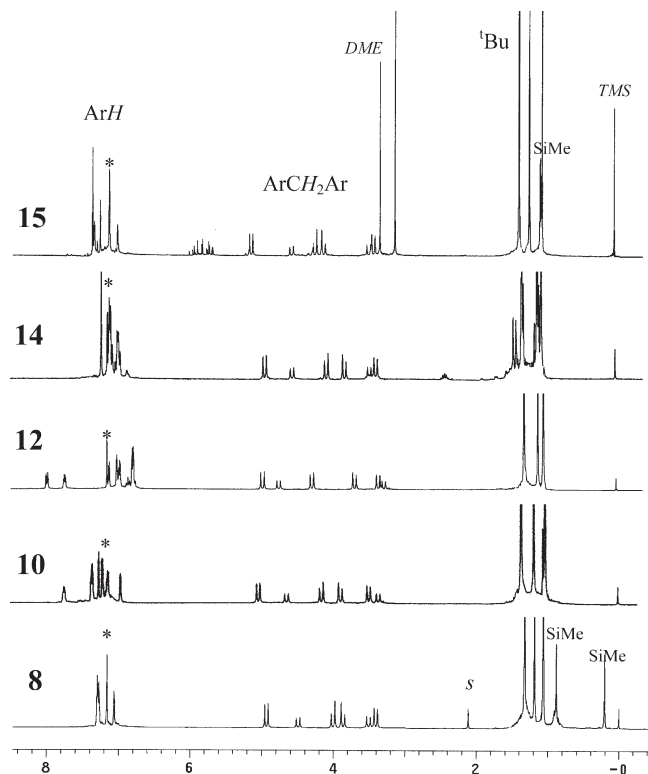 DME
ᵗBu
TMS
ArH
*
SiMe
ArCH₂Ar
15
*
14
*
12
*
10
SiMe
*
SiMe
8
s
8 6 4 2 -0